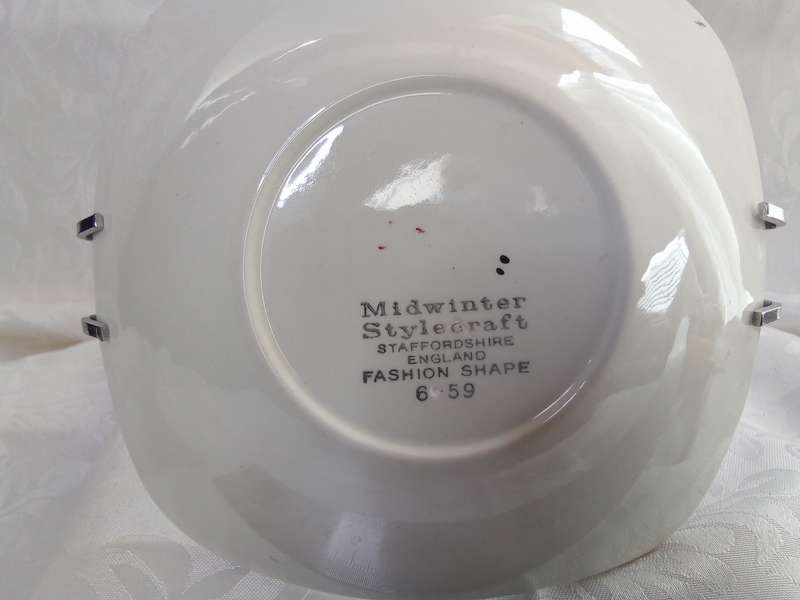 Midwinter
Stylecraft
STAFFORDSHIRE
ENGLAND
FASHION SHAPE
6 59